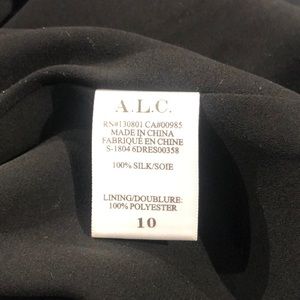 A.L.C.
RN#130801 CA#00985
MADE IN CHINA
FABRIQUÉ EN CHINE
S-1804 6DRES00358
100% SILK/SOIE
LINING/DOUBLURE:
100% POLYESTER
10